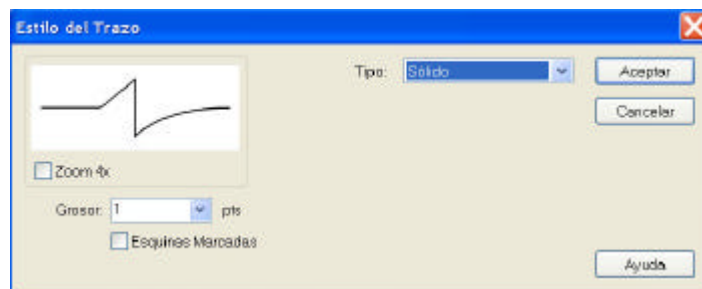 Estilo del Trazo
Tipo: Sólido
Aceptar
Cancelar
Zoom 4x
Grosor: 1 pts
Esquinas Marcadas
Ayuda